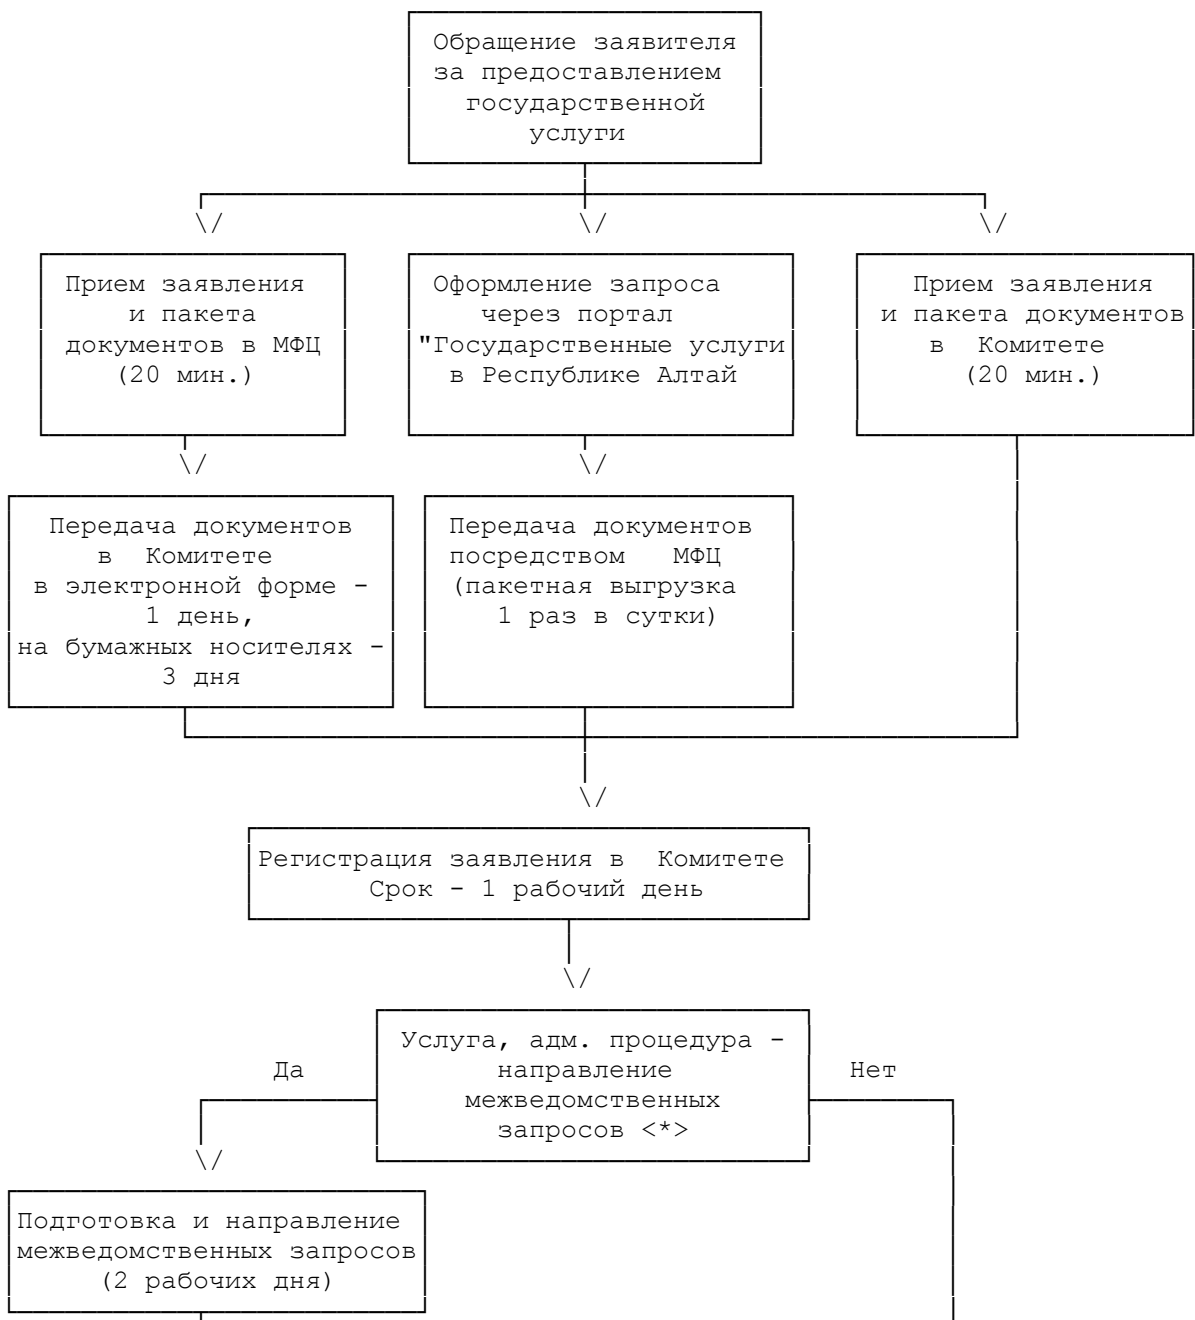 Обращение заявителя
за предоставлением
государственной
услуги
\/
\/
\/
Прием заявления
и пакета
документов в МФЦ
(20 мин.)
Оформление запроса
через портал
"Государственные услуги
в Республике Алтай
Прием заявления
и пакета документов
в Комитете
(20 мин.)
\/
\/
Передача документов
в Комитете
в электронной форме -
1 день,
на бумажных носителях -
3 дня
Передача документов
посредством МФЦ
(пакетная выгрузка
1 раз в сутки)
\/
Регистрация заявления в Комитете
Срок - 1 рабочий день
\/
Услуга, адм. процедура -
направление
межведомственных
запросов <*>
Да
Нет
\/
Подготовка и направление
межведомственных запросов
(2 рабочих дня)